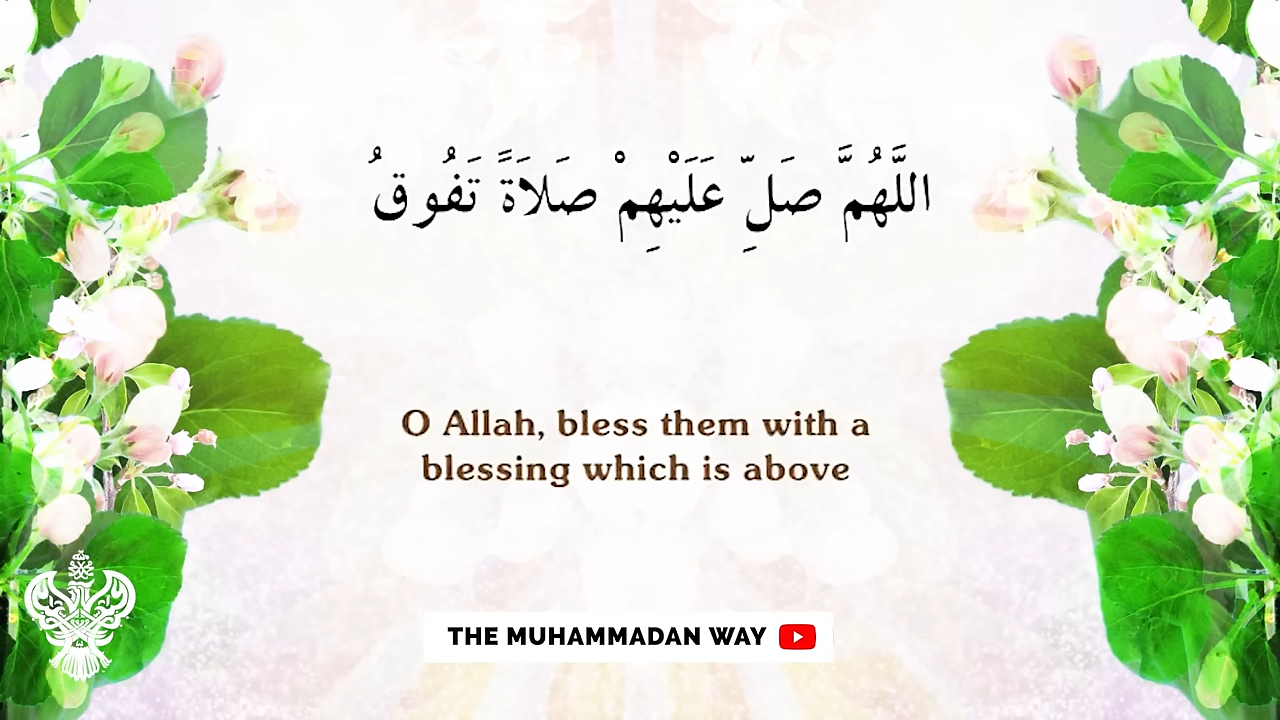 اللَّهُمَّ صَلِّ عَلَيْهِمْ صَلَاةً تَفُوقُ
O Allah, bless them with a
blessing which is above
THE MUHAMMADAN WAY